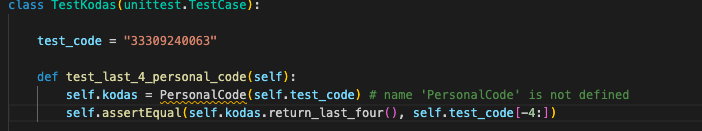 class TestKodas(unittest.TestCase):
test_code = "33309240063"
def test_last_4_personal_code(self):
self.kodas = PersonalCode(self.test_code) # name 'PersonalCode' is not defined
self.assertEqual(self.kodas.return_last_four(), self.test_code[-4:])